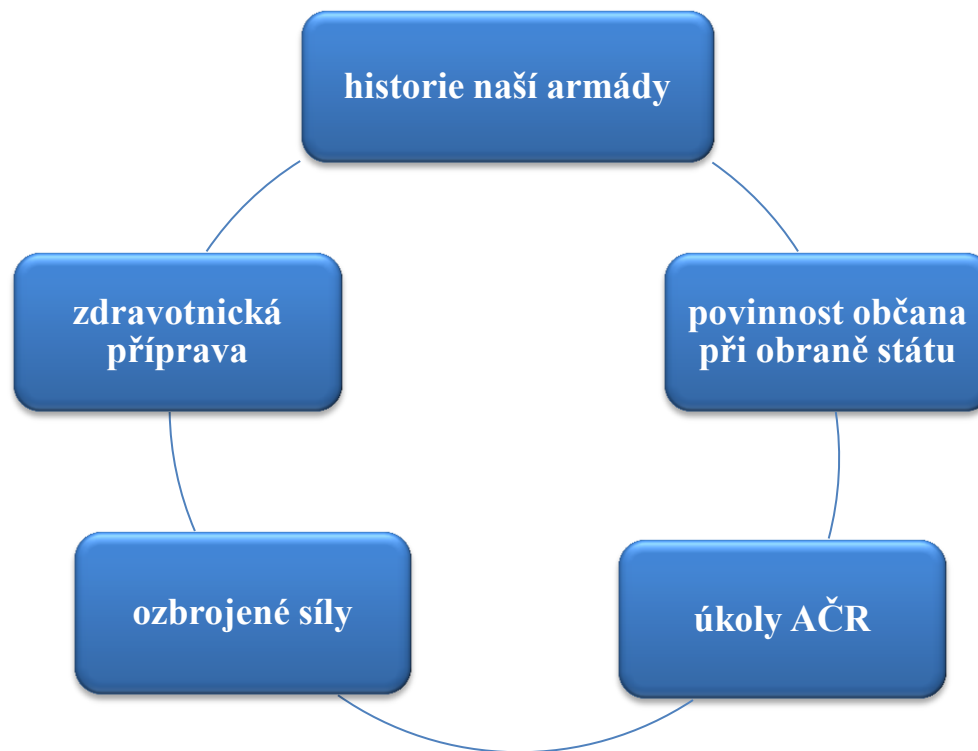 historie naší armády
zdravotnická
příprava
povinnost občana
při obraně státu
ozbrojené síly
úkoly AČR